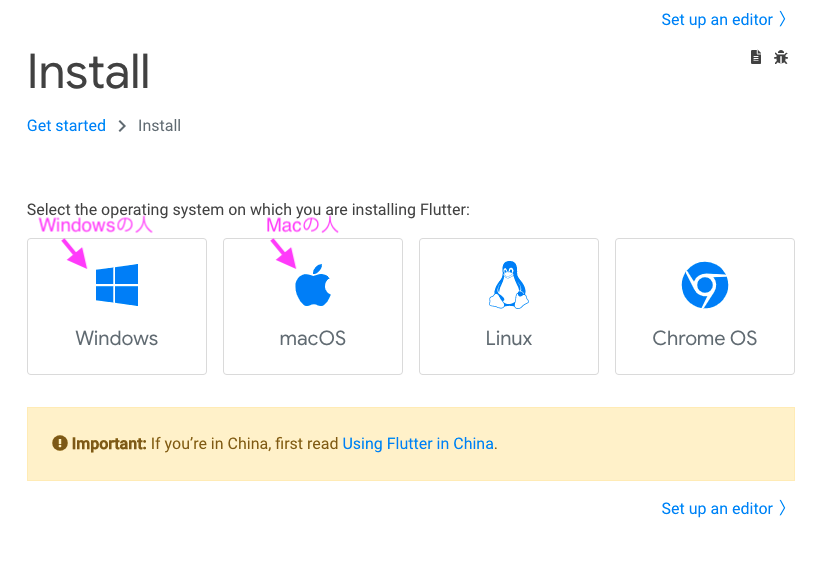 Set up an editor 〉
Install
Get started > Install
Select the operating system on which you are installing Flutter:
Windowsの人
Macの人
Windows
macOS
Linux
Chrome OS
Important: If you’re in China, first read Using Flutter in China.
Set up an editor 〉